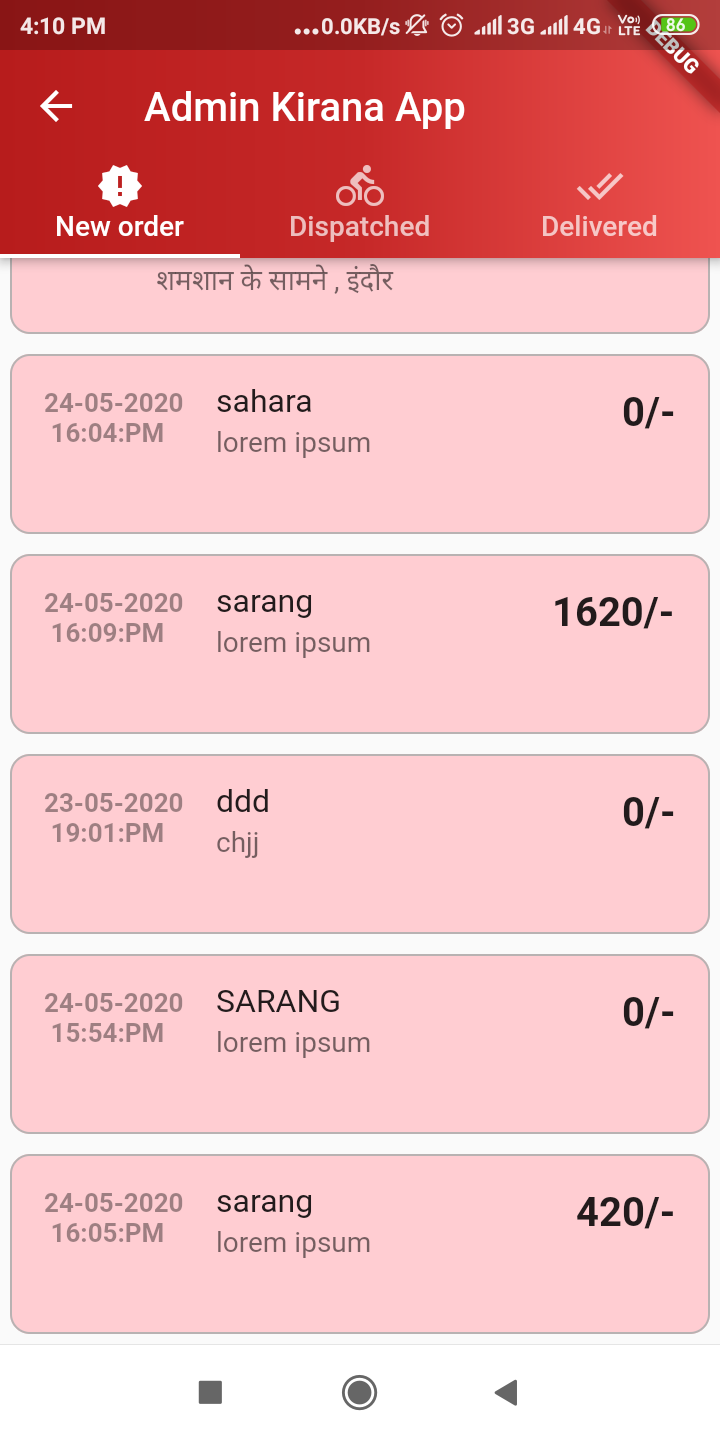 4:10 PM
...0.0KB/s 3G 4G Vo)) LTE 86
DEBUG
Admin Kirana App
New order
Dispatched
Delivered
शमशान के सामने , इंदौर
24-05-2020
16:04:PM
sahara
lorem ipsum
0/-
24-05-2020
16:09:PM
sarang
lorem ipsum
1620/-
23-05-2020
19:01:PM
ddd
chjj
0/-
24-05-2020
15:54:PM
SARANG
lorem ipsum
0/-
24-05-2020
16:05:PM
sarang
lorem ipsum
420/-